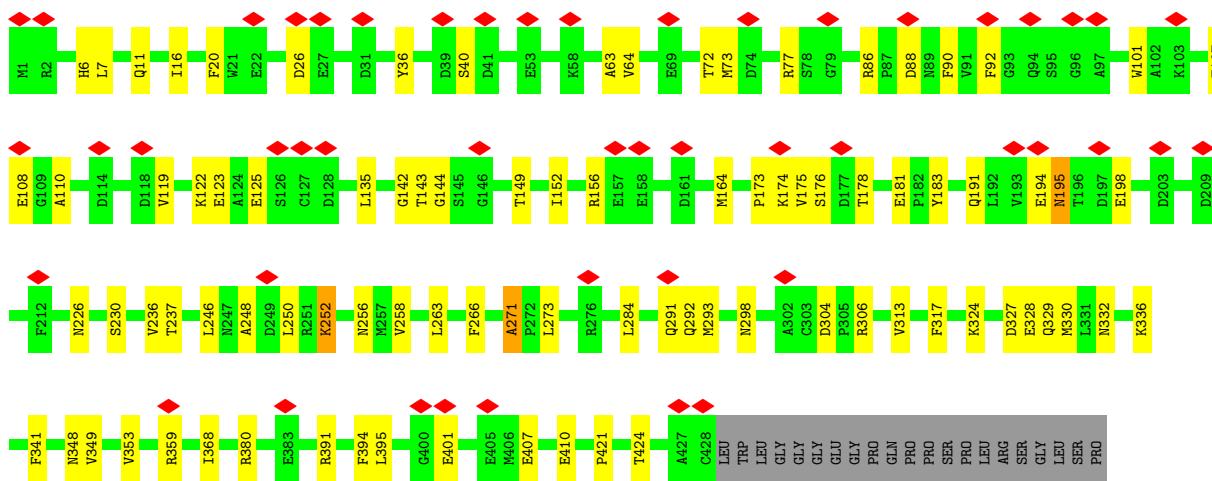 M1 R2 H6 L7 Q11 I16 F20 W21 E22 D26 E27 D31 Y36 D39 S40 D41 E53 K58 A63 V64 E69 T72 M73 D74 R77 S78 G79 R86 P87 D88 N89 F90 V91 F92 G93 Q94 S95 G96 A97 W101 A102 K103
E108 G109 A110 D114 D118 V119 K122 E123 A124 E125 S126 C127 D128 L135 G142 T143 G144 S145 G146 T149 I152 R156 E157 E158 D161 M164 P173 K174 V175 S176 D177 T178 E181 P182 Y183 Q191 L192 V193 E194 N195 T196 D197 E198 D203 D209
F212 N226 S230 V236 T237 L246 N247 A248 D249 L250 R251 K252 N256 M257 V258 L263 F266 A271 P272 L273 R276 L284 Q291 Q292 M293 N298 A302 C303 D304 P305 R306 V313 F317 K324 D327 E328 Q329 M330 L331 N332 K336
F341 N348 V349 V353 R359 I368 R380 E383 R391 F394 L395 G400 E401 E405 M406 E407 E410 P421 T424 A427 C428 LEU TRP LEU GLY GLY GLY GLU GLY PRO GLN PRO PRO SER PRO LEU ARG SER GLY LEU SER PRO